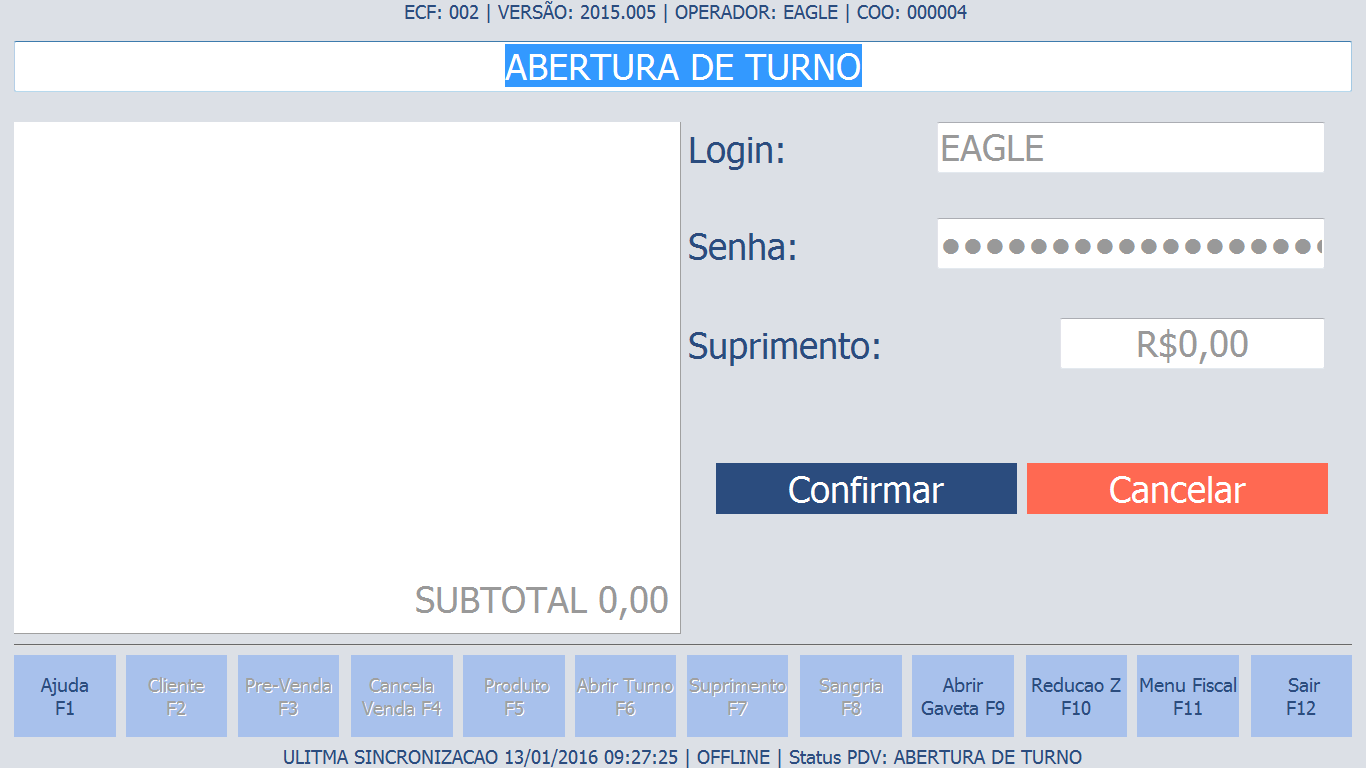 ECF: 002 | VERSÃO: 2015.005 | OPERADOR: EAGLE | COO: 000004
ABERTURA DE TURNO
Login:
EAGLE
Senha:
●●●●●●●●●●●●●●●●●●
Suprimento:
R$0,00
Confirmar
Cancelar
SUBTOTAL 0,00
Ajuda
F1
Cliente
F2
Pre-Venda
F3
Cancela
Venda F4
Produto
F5
Abrir Turno
F6
Suprimento
F7
Sangria
F8
Abrir
Gaveta F9
Reducao Z
F10
Menu Fiscal
F11
Sair
F12
ULITMA SINCRONIZACAO 13/01/2016 09:27:25 | OFFLINE | Status PDV: ABERTURA DE TURNO